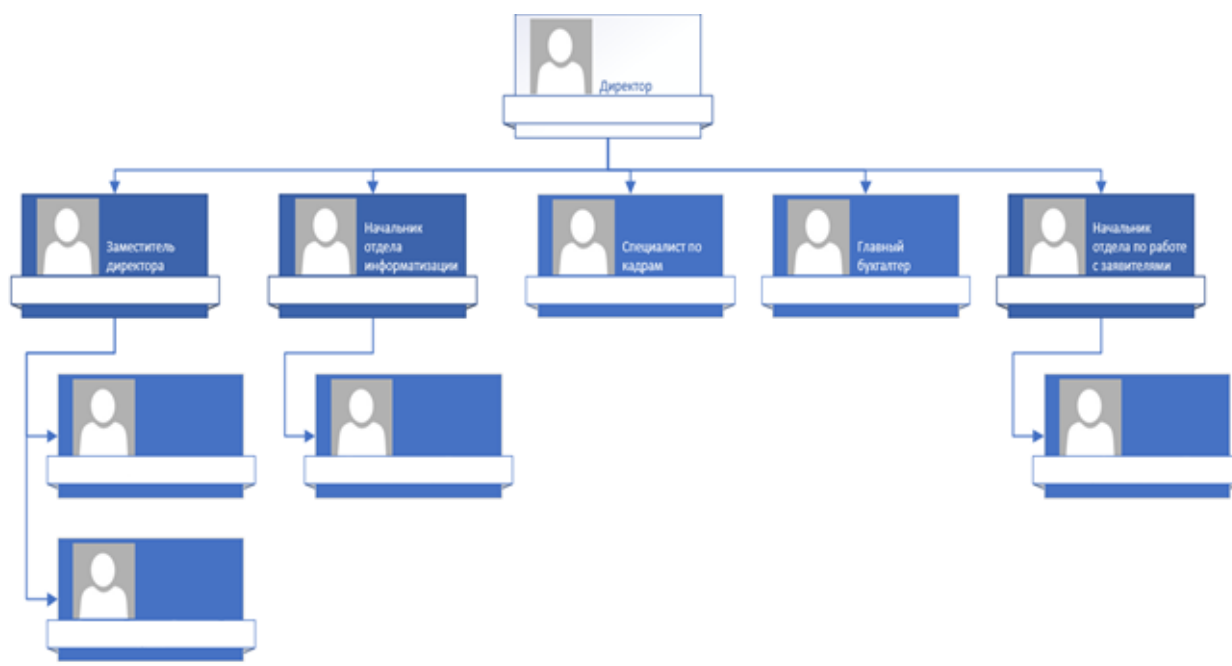 Директор
Заместитель
директора
Начальник
отдела
информатизации
Специалист по
кадрам
Главный
бухгалтер
Начальник
отдела по работе
с заявителями